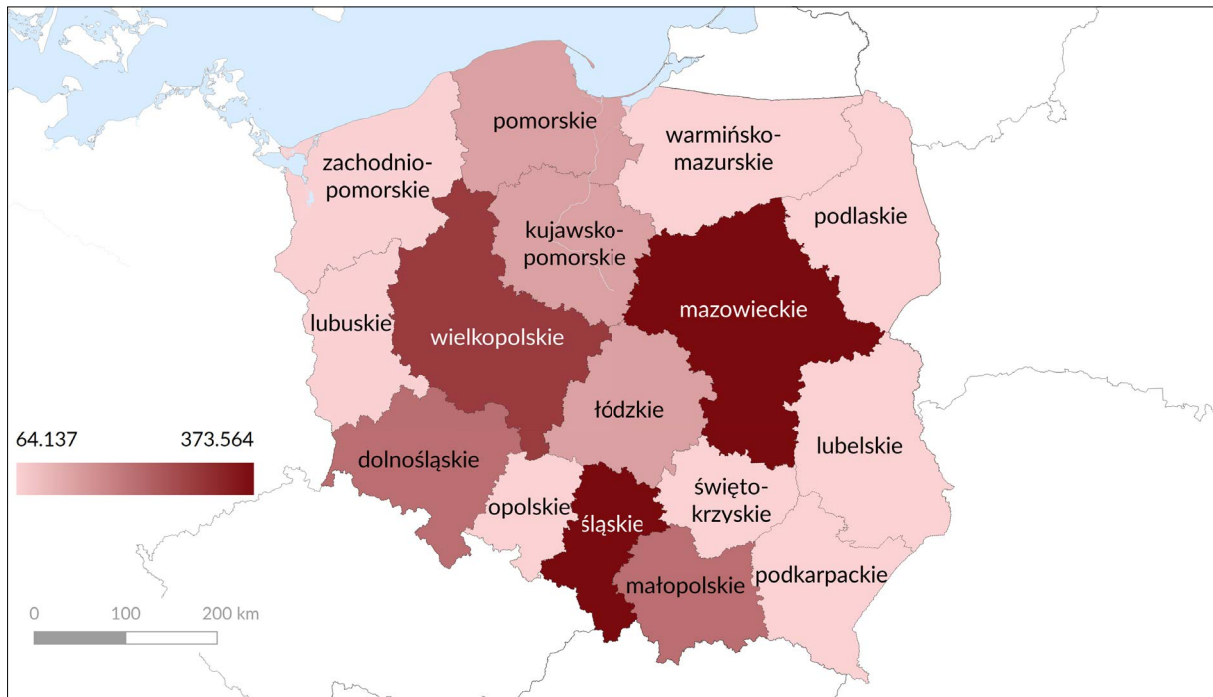 pomorskie
warmińsko-
mazurskie
zachodnio-
pomorskie
podlaskie
kujawsko-
pomorskie
mazowieckie
lubuskie
wielkopolskie
łódzkie
64.137 373.564
lubelskie
dolnośląskie
święto-
krzyskie
opolskie
śląskie
małopolskie
podkarpackie
0 100 200 km